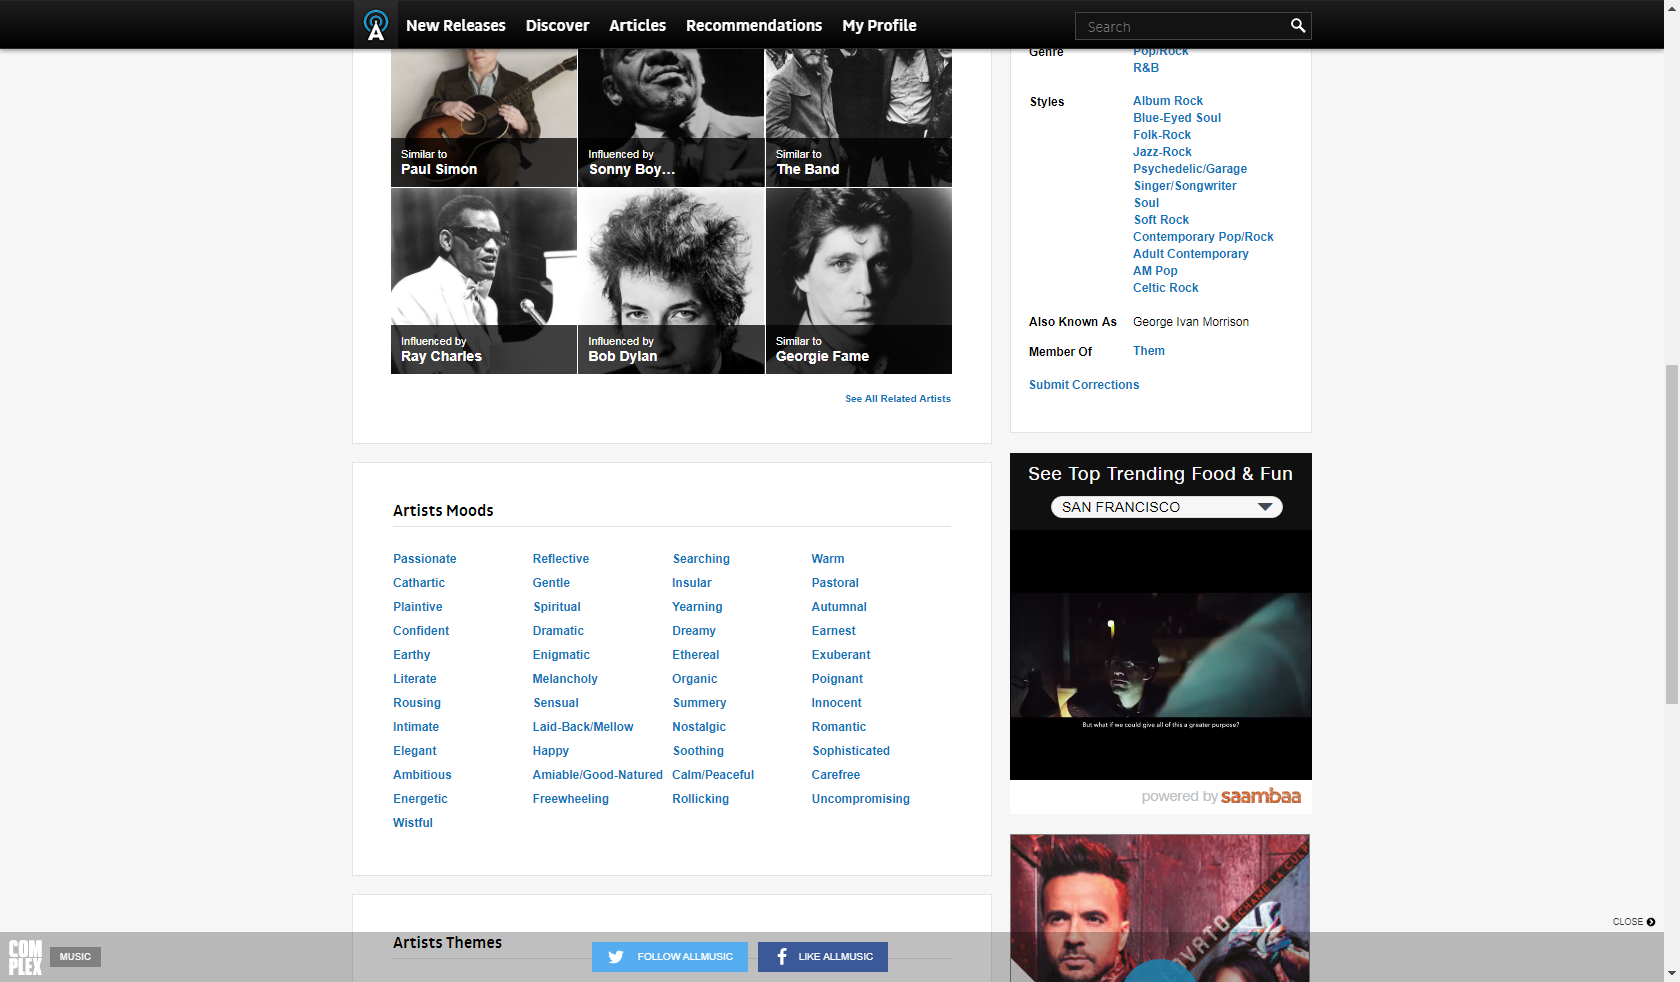 New Releases
Discover
Articles
Recommendations
My Profile
Search
Similar to
Paul Simon
Influenced by
Sonny Boy...
Similar to
The Band
Influenced by
Ray Charles
Influenced by
Bob Dylan
Similar to
Georgie Fame
See All Related Artists
Genre
Pop/Rock
R&B
Styles
Album Rock
Blue-Eyed Soul
Folk-Rock
Jazz-Rock
Psychedelic/Garage
Singer/Songwriter
Soul
Soft Rock
Contemporary Pop/Rock
Adult Contemporary
AM Pop
Celtic Rock
Also Known As
George Ivan Morrison
Member Of
Them
Submit Corrections
Artists Moods
Passionate
Reflective
Searching
Warm
Cathartic
Gentle
Insular
Pastoral
Plaintive
Spiritual
Yearning
Autumnal
Confident
Dramatic
Dreamy
Earnest
Earthy
Enigmatic
Ethereal
Exuberant
Literate
Melancholy
Organic
Poignant
Rousing
Sensual
Summery
Innocent
Intimate
Laid-Back/Mellow
Nostalgic
Romantic
Elegant
Happy
Soothing
Sophisticated
Ambitious
Amiable/Good-Natured
Calm/Peaceful
Carefree
Energetic
Freewheeling
Rollicking
Uncompromising
Wistful
See Top Trending Food & Fun
SAN FRANCISCO
But what if we could give all of this a greater purpose?
powered by saambaa
ÉCHAME LA CULP
CLOSE
Artists Themes
COM
PLEX
MUSIC
FOLLOW ALLMUSIC
LIKE ALLMUSIC